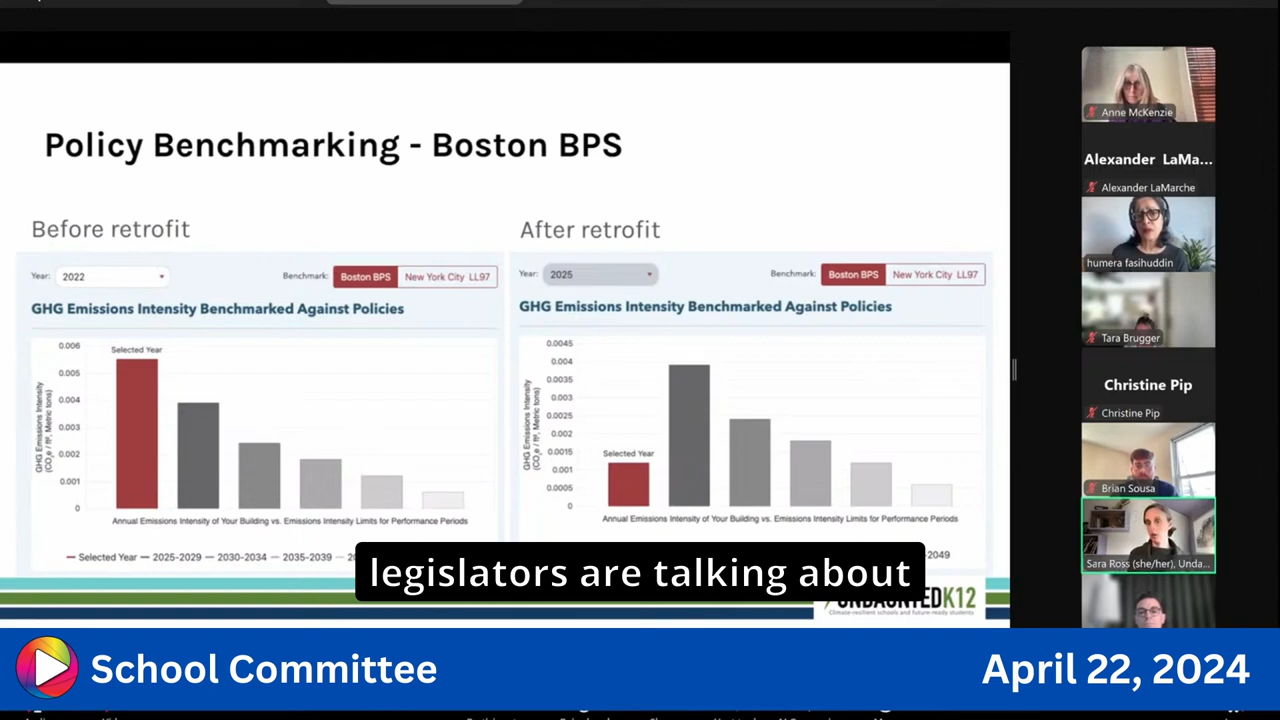 Policy Benchmarking - Boston BPS
Before retrofit
Year:
2022
Benchmark:
Boston BPS
New York City LL97
GHG Emissions Intensity Benchmarked Against Policies
GHG Emissions Intensity
(CO₂e / ft², Metric tons)
0.006
0.005
0.004
0.003
0.002
0.001
0
Selected Year
Annual Emissions Intensity of Your Building vs. Emissions Intensity Limits for Performance Periods
Selected Year
2025-2029
2030-2034
2035-2039
After retrofit
Year:
2025
Benchmark:
Boston BPS
New York City LL97
GHG Emissions Intensity Benchmarked Against Policies
GHG Emissions Intensity
(CO₂e / ft², Metric tons)
0.0045
0.004
0.0035
0.003
0.0025
0.002
0.0015
0.001
0.0005
0
Selected Year
Annual Emissions Intensity of Your Building vs. Emissions Intensity Limits for Performance Periods
2049
legislators are talking about
UNDAUNTEDK12
Climate-resilient schools and future-ready students
Anne McKenzie
Alexander LaMa...
Alexander LaMarche
humera fasihuddin
Tara Brugger
Christine Pip
Christine Pip
Brian Sousa
Sara Ross (she/her), Unda...
School Committee
April 22, 2024